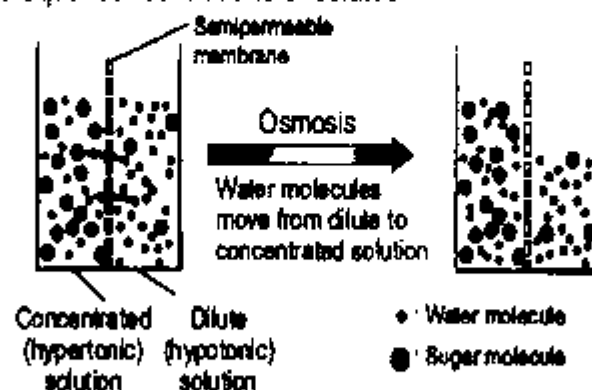 Semipermeable
membrane
Osmosis
Water molecules
move from dilute to
concentrated solution
Concentrated
(hypertonic)
solution
Dilute
(hypotonic)
solution
: Water molecule
: Sugar molecule